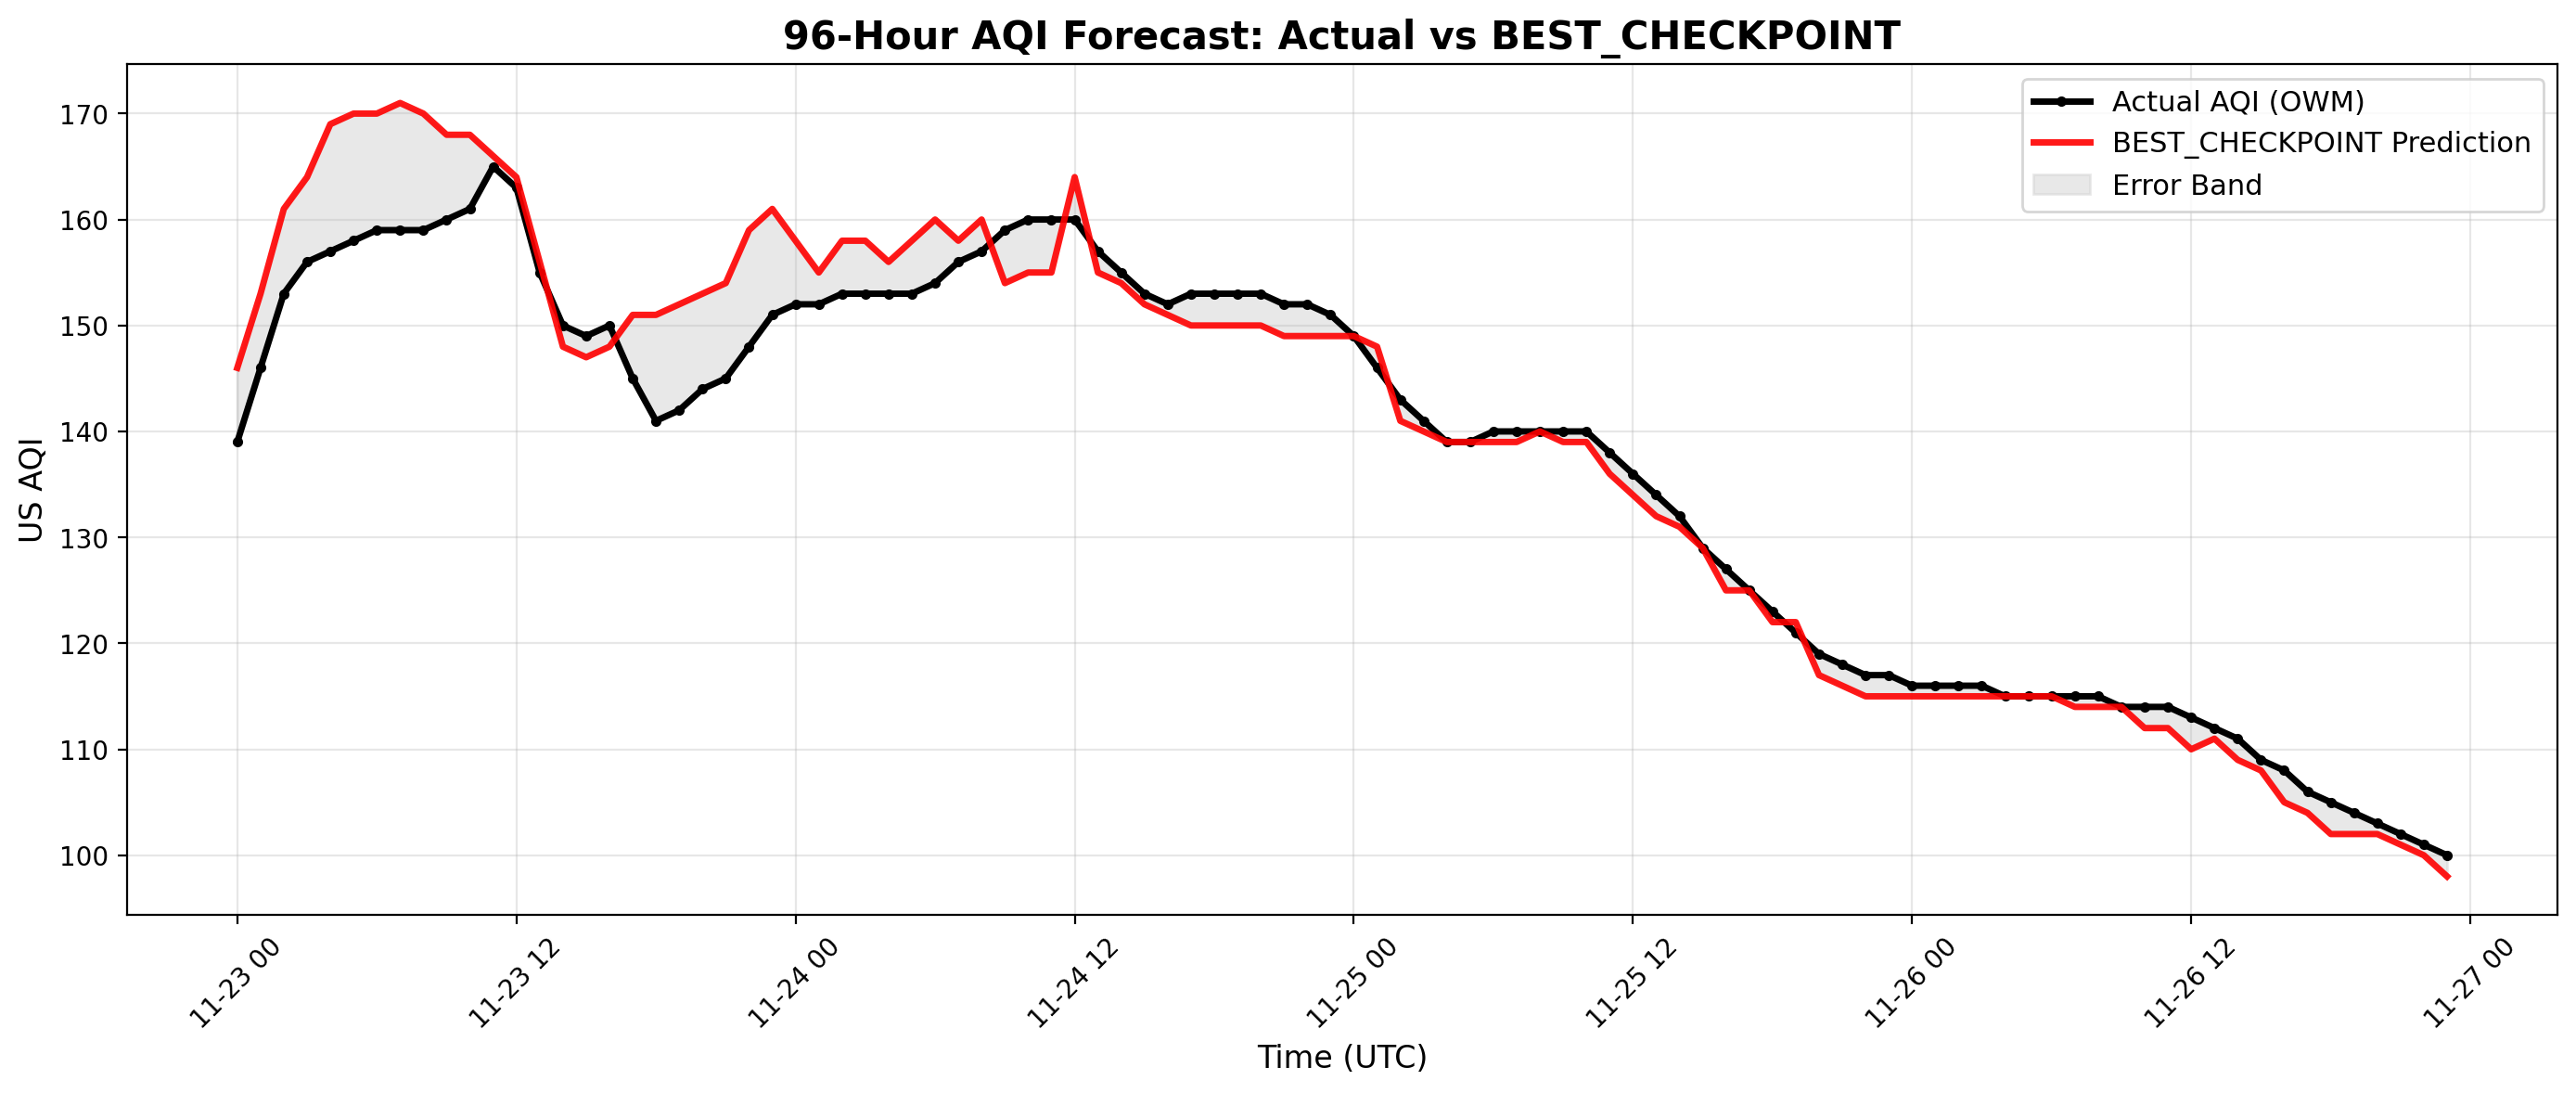 96-Hour AQI Forecast: Actual vs BEST_CHECKPOINT
Actual AQI (OWM)
BEST_CHECKPOINT Prediction
Error Band
US AQI
170
160
150
140
130
120
110
100
11-23 00
11-23 12
11-24 00
11-24 12
11-25 00
11-25 12
11-26 00
11-26 12
11-27 00
Time (UTC)